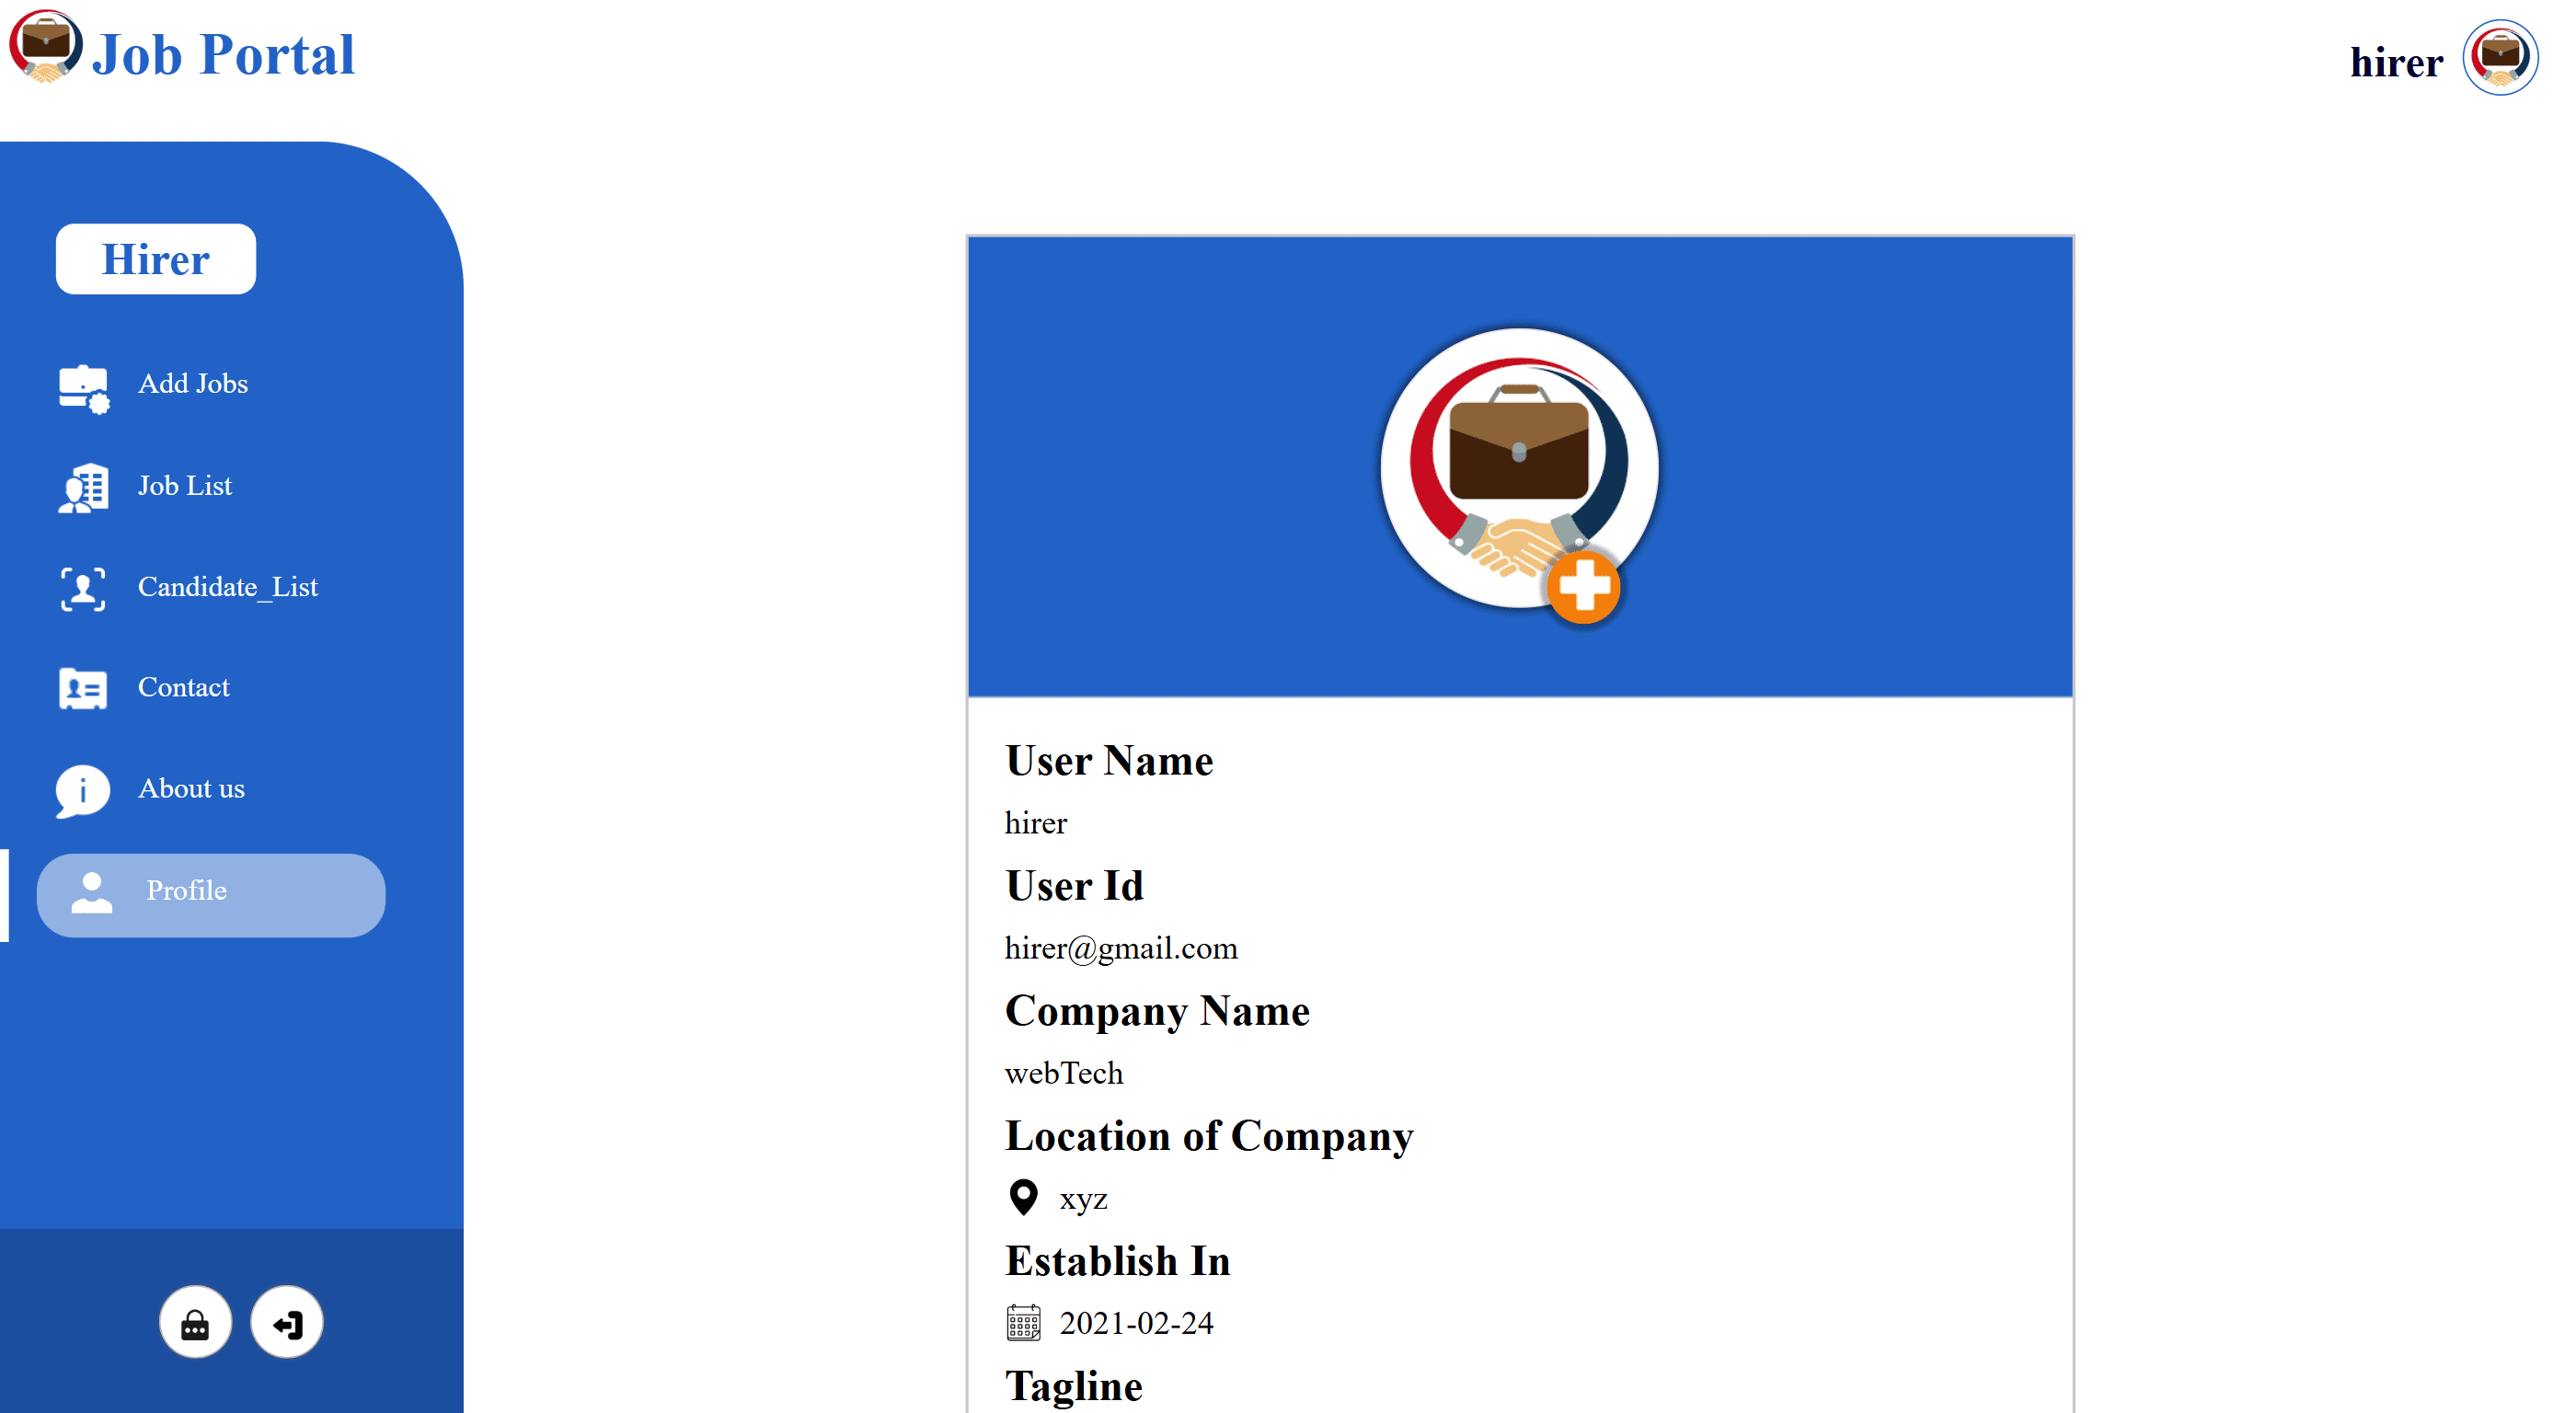 Job Portal
hirer
Hirer
Add Jobs
Job List
Candidate_List
Contact
About us
Profile
User Name
hirer
User Id
hirer@gmail.com
Company Name
webTech
Location of Company
xyz
Establish In
2021-02-24
Tagline